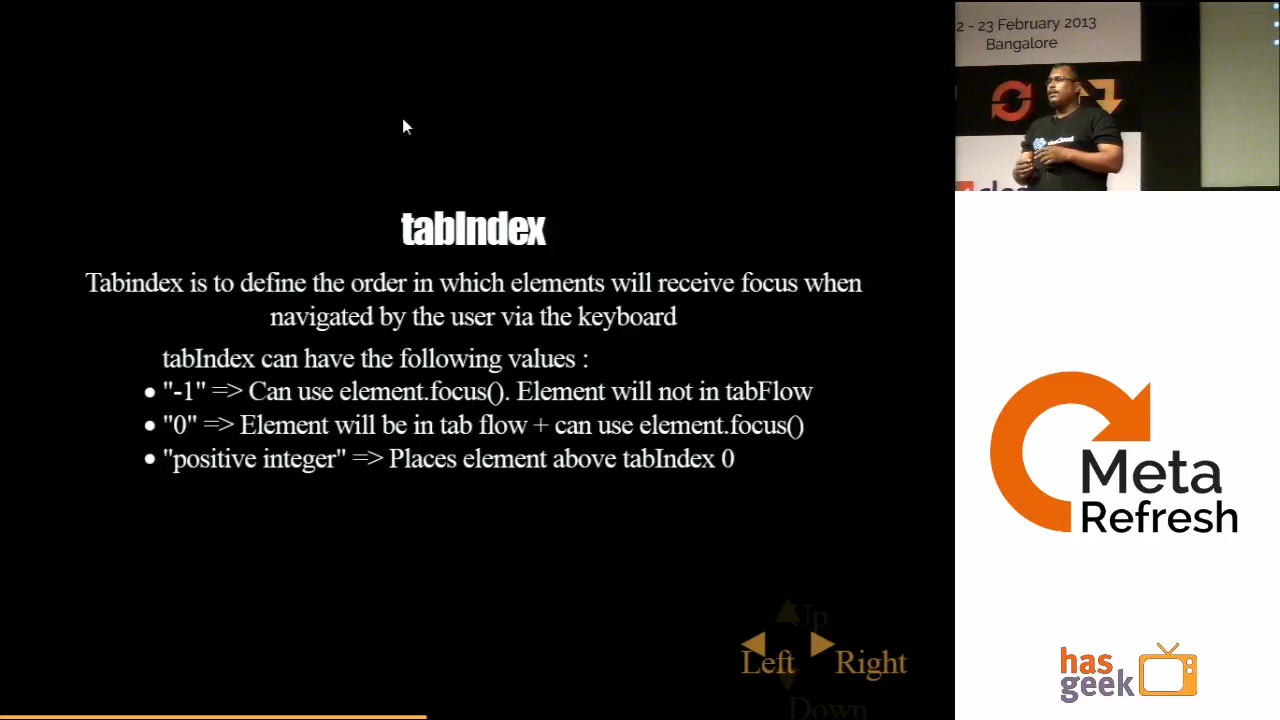 2 - 23 February 2013
Bangalore
tabIndex
Tabindex is to define the order in which elements will receive focus when
navigated by the user via the keyboard
tabIndex can have the following values :
• "-1" => Can use element.focus(). Element will not in tabFlow
• "0" => Element will be in tab flow + can use element.focus()
• "positive integer" => Places element above tabIndex 0
Meta
Refresh
Up
Left
Right
Down
has
geek